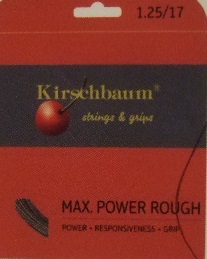 1.25/17
Kirschbaum®
strings & grips
MAX. POWER ROUGH
POWER • RESPONSIVENESS • GRIP